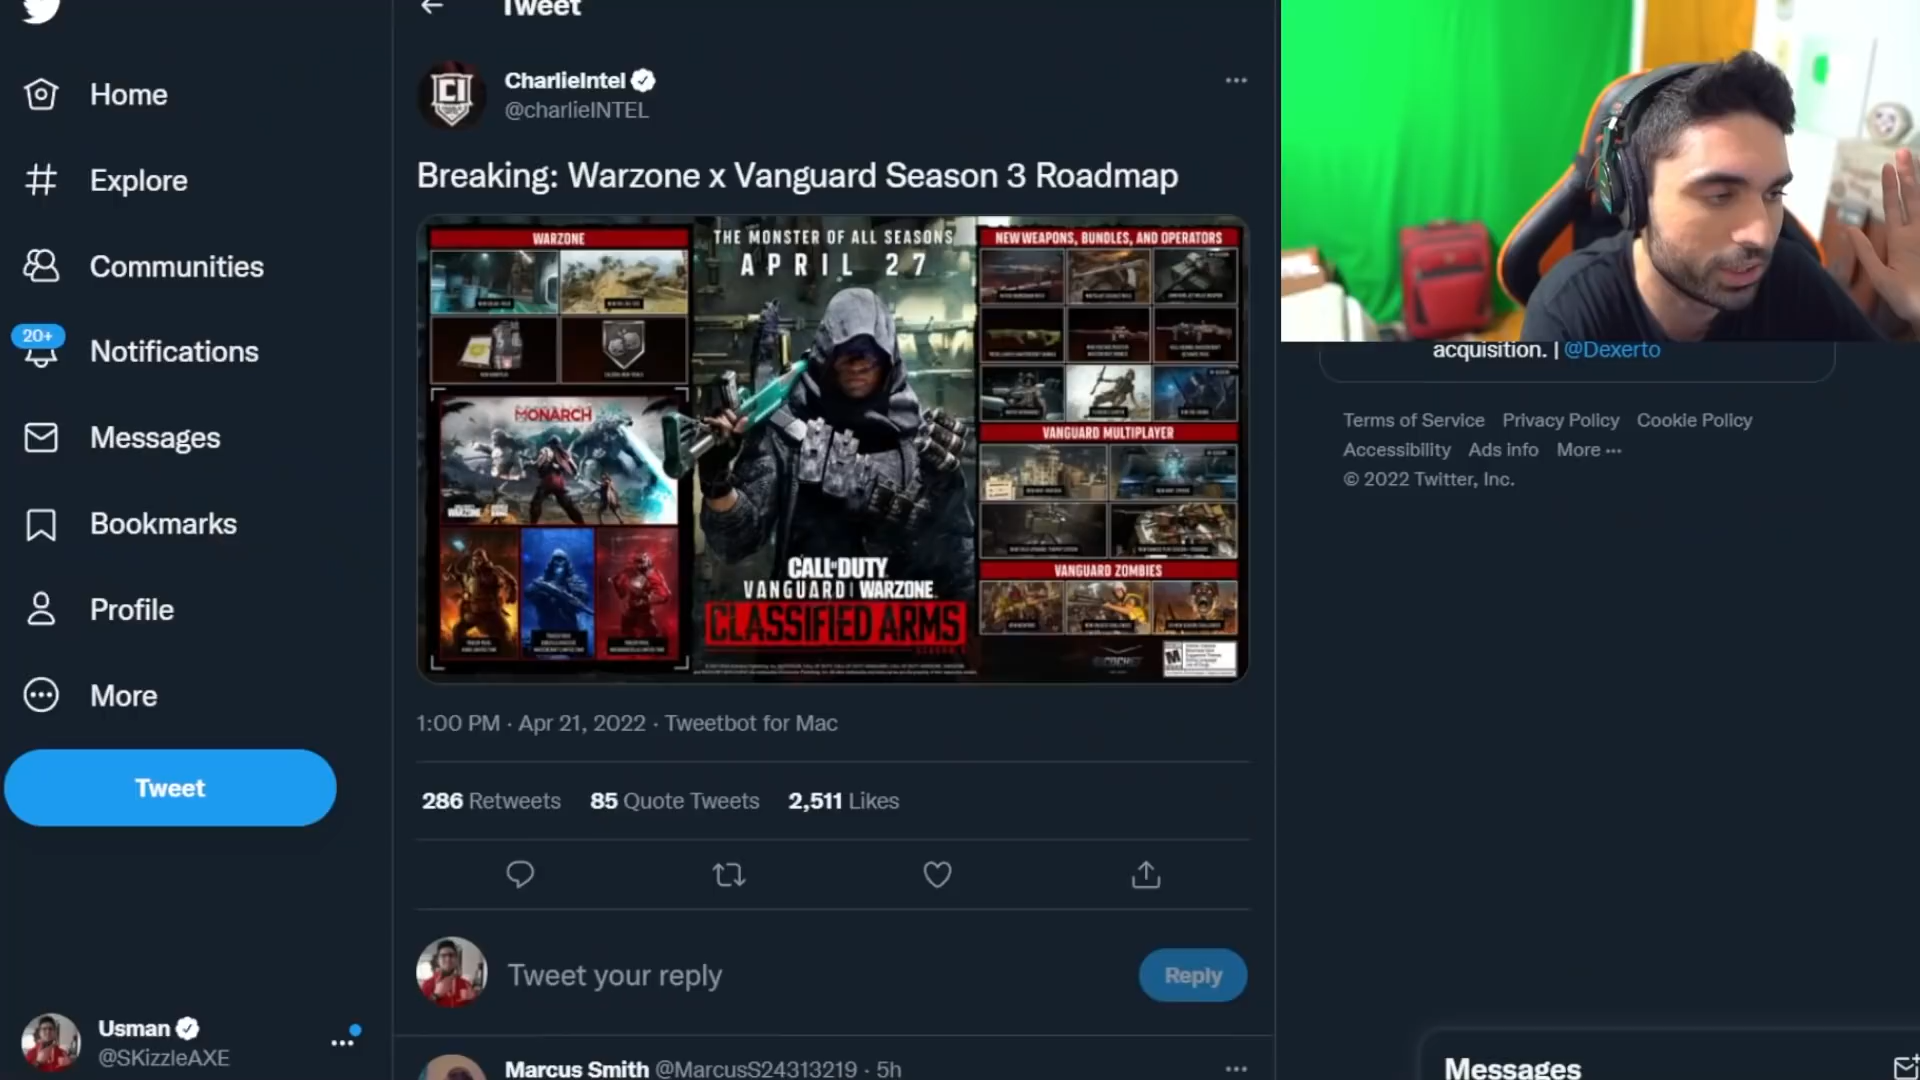 Tweet
Home
Explore
Communities
20+
Notifications
Messages
Bookmarks
Profile
More
Tweet
Usman
@SKizzleAXE
CI
CharlieIntel
@charlieINTEL
Breaking: Warzone x Vanguard Season 3 Roadmap
WARZONE
MONARCH
WARZONE
THE MONSTER OF ALL SEASONS
APRIL 27
CALL OF DUTY
VANGUARD | WARZONE
CLASSIFIED ARMS
NEW WEAPONS, BUNDLES, AND OPERATORS
VANGUARD MULTIPLAYER
VANGUARD ZOMBIES
M
1:00 PM · Apr 21, 2022 · Tweetbot for Mac
286 Retweets 85 Quote Tweets 2,511 Likes
Tweet your reply
Reply
Marcus Smith @MarcusS24313219 · 5h
acquisition. | @Dexerto
Terms of Service Privacy Policy Cookie Policy
Accessibility Ads info More ···
© 2022 Twitter, Inc.
Messages